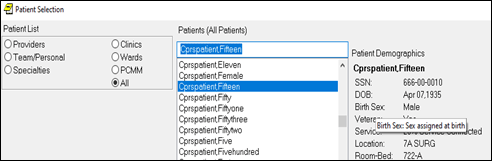 Patient Selection
Patient List
Providers
Clinics
Team/Personal
Wards
Specialties
PCMM
All
Patients (All Patients)
Cprspatient,Fifteen
Cprspatient,Eleven
Cprspatient,Female
Cprspatient,Fifteen
Cprspatient,Fifty
Cprspatient,Fiftyone
Cprspatient,Fiftythree
Cprspatient,Fiftytwo
Cprspatient,Five
Cprspatient,Fivehundred
Patient Demographics
Cprspatient,Fifteen
SSN: 666-00-0010
DOB: Apr 07,1935
Birth Sex: Male
Birth Sex: Sex assigned at birth
Location: 7A SURG
Room-Bed: 722-A